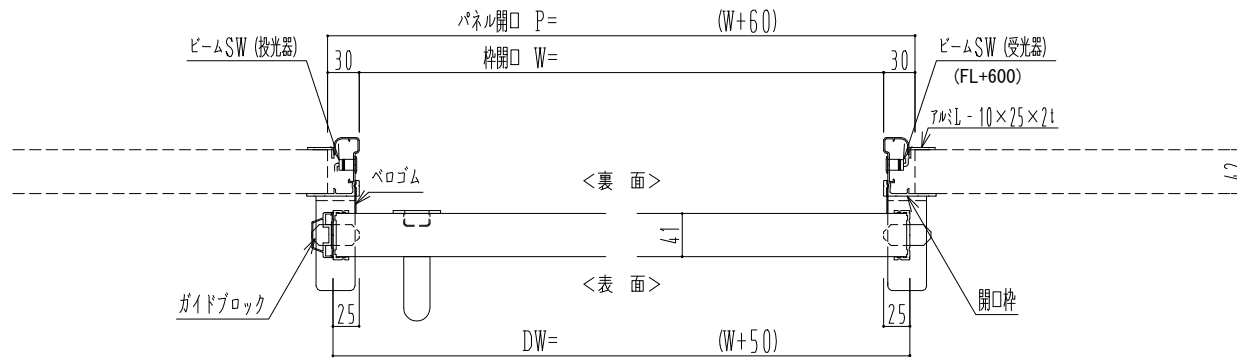 パネル開口 P= (W+60)
ビームSW (投光器)
30
枠開口 W=
30
ビームSW (受光器)
(FL+600)
アルミL - 10×25×2t
ベロゴム
<裏 面>
41
<表 面>
ガイドブロック
開口枠
25
25
DW= (W+50)